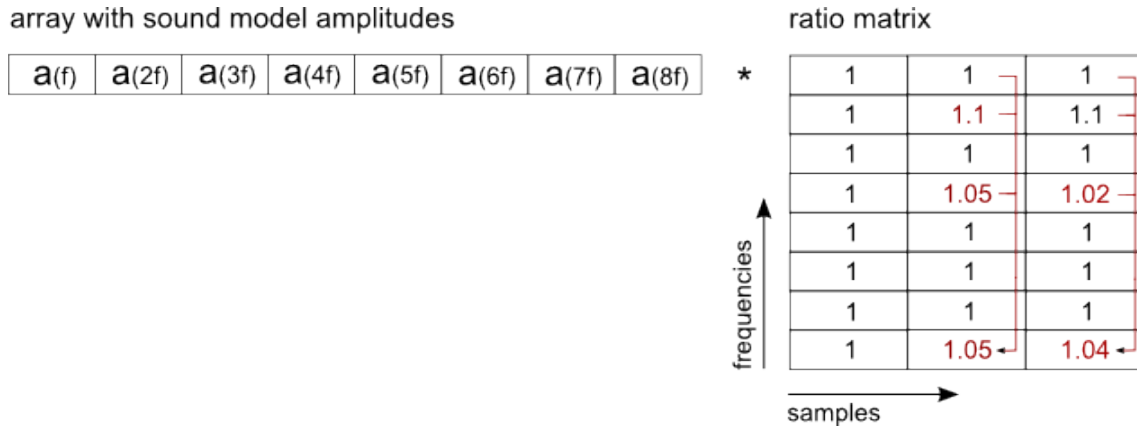 array with sound model amplitudes
ratio matrix
a(f) a(2f) a(3f) a(4f) a(5f) a(6f) a(7f) a(8f) * 1 1 1
1 1.1 1.1
1 1 1
1 1.05 1.02
1 1 1
1 1 1
1 1 1
1 1.05 1.04
frequencies
samples